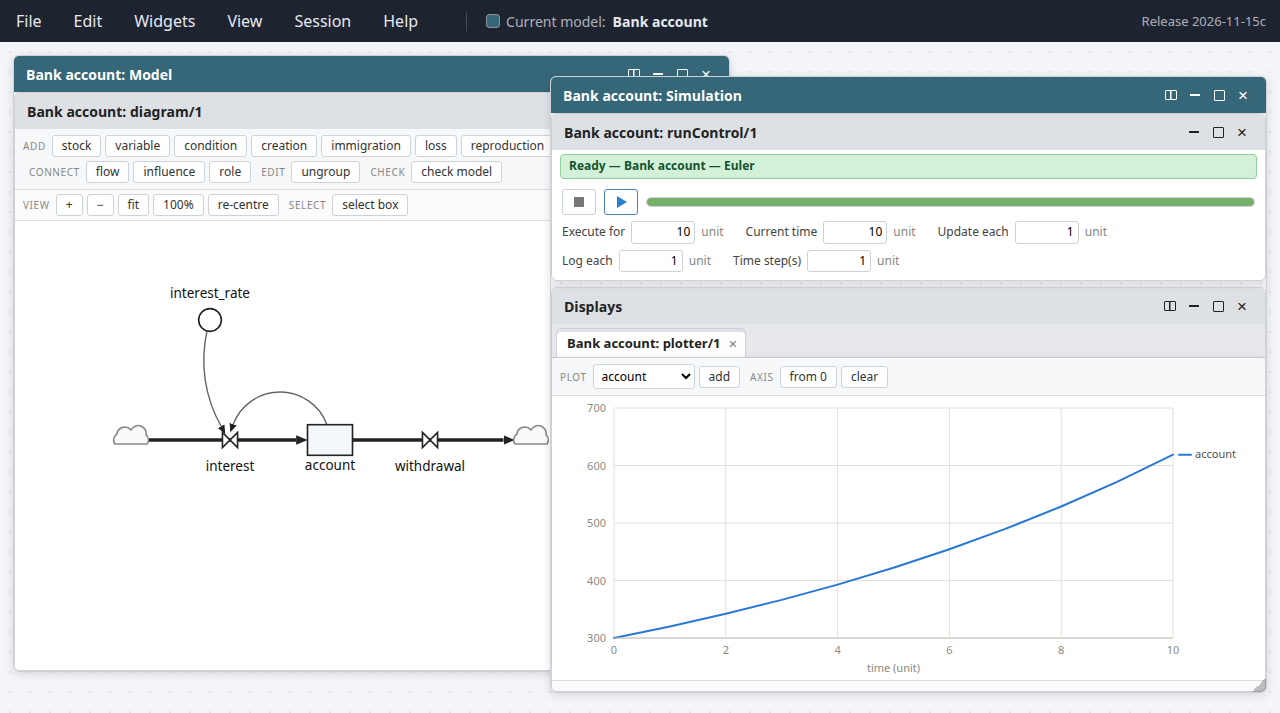 File Edit Widgets View Session Help Current model: Bank account Release 2026-11-15c
Bank account: Model
Bank account: diagram/1
ADD stock variable condition creation immigration loss reproduction
CONNECT flow influence role EDIT ungroup CHECK check model
VIEW + − fit 100% re-centre SELECT select box
interest_rate
interest account withdrawal
Bank account: Simulation
Bank account: runControl/1
Ready — Bank account — Euler
Execute for 10 unit Current time 10 unit Update each 1 unit
Log each 1 unit Time step(s) 1 unit
Displays
Bank account: plotter/1 ×
PLOT account add AXIS from 0 clear
700
600
500
400
300
account
0 2 4 6 8 10
time (unit)